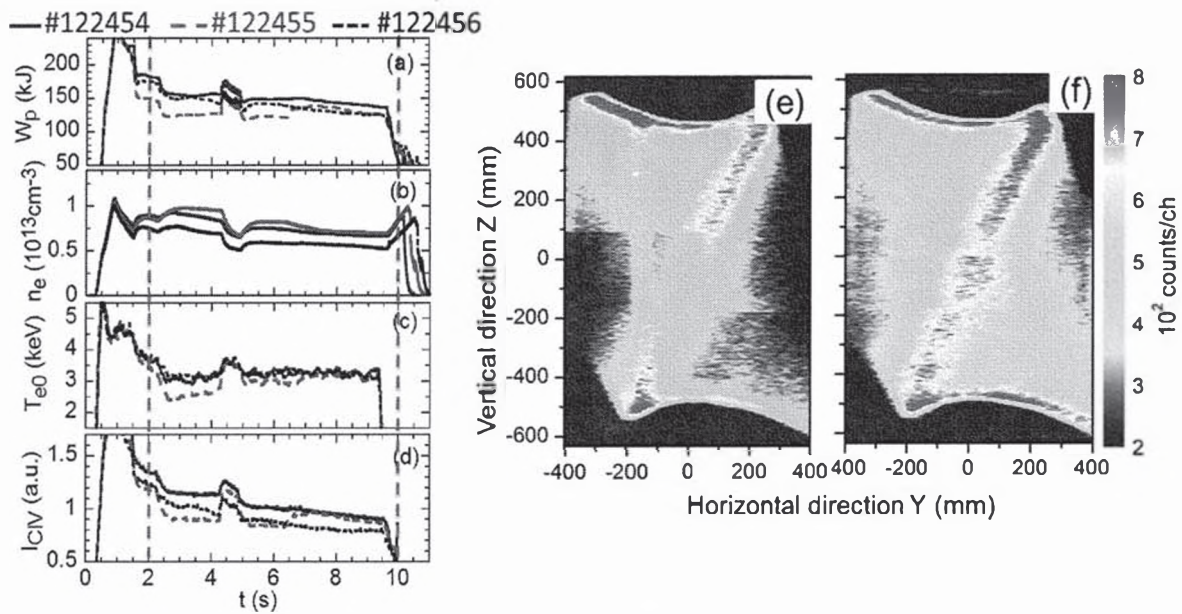 #122454 #122455 #122456
(a)
W_p (kJ)
200
150
100
50
(b)
n_e (10^13cm^-3)
1
0.5
0
(c)
T_e0 (keV)
5
4
3
2
(d)
I_CIV (a.u.)
1.5
1
0.5
0 2 4 6 8 10
t (s)
(e)
Vertical direction Z (mm)
600
400
200
0
-200
-400
-600
-400 -200 0 200 400
(f)
400 -200 0 200 400
Horizontal direction Y (mm)
8
7
6
5
4
3
2
10^2 counts/ch